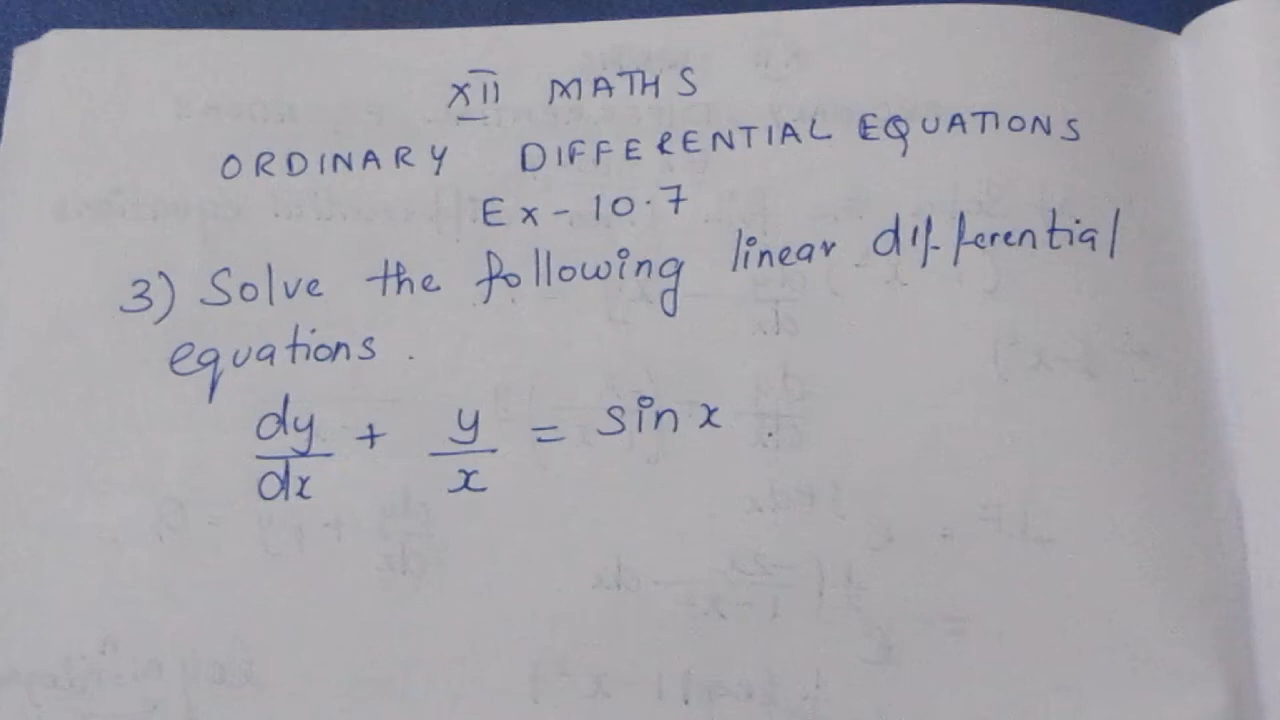 XII MATHS
ORDINARY DIFFERENTIAL EQUATIONS
Ex - 10.7
3) Solve the following linear differential
equations.
dy/dx + y/x = sin x.